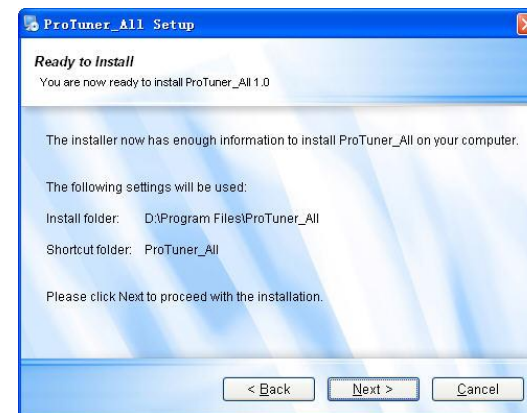 ProTuner_All Setup
Ready to Install
You are now ready to install ProTuner_All 1.0
The installer now has enough information to install ProTuner_All on your computer.
The following settings will be used:
Install folder: D:\Program Files\ProTuner_All
Shortcut folder: ProTuner_All
Please click Next to proceed with the installation.
< Back Next > Cancel